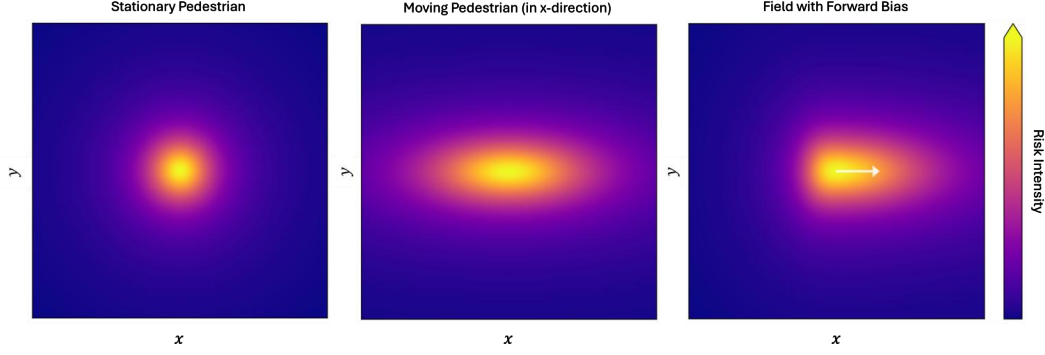 Stationary Pedestrian
Moving Pedestrian (in x-direction)
Field with Forward Bias
y
y
y
Risk Intensity
x
x
x